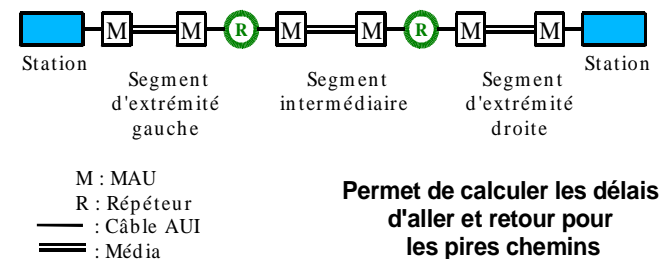 M M R M M R M M
Station Station
Segment Segment Segment
d'extrémité intermédiaire d'extrémité
gauche droite
M : MAU
R : Répéteur
: Câble AUI
: Média
Permet de calculer les délais
d'aller et retour pour
les pires chemins